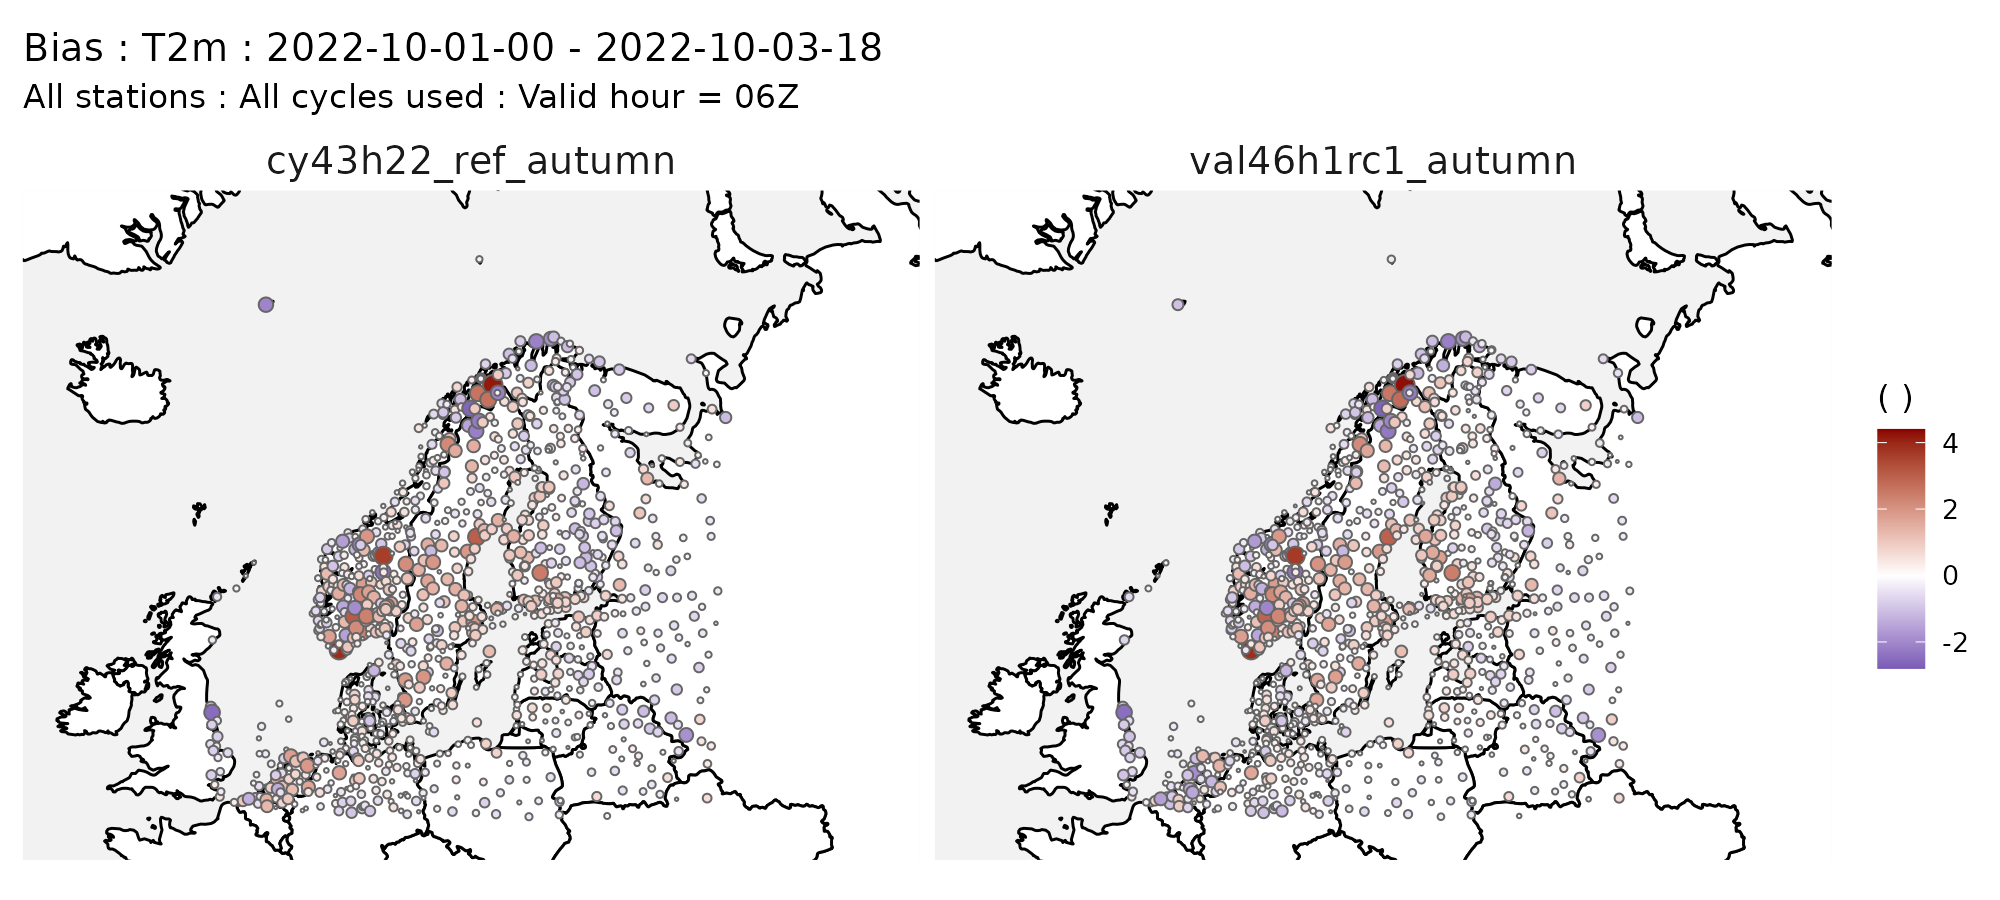 Bias : T2m : 2022-10-01-00 - 2022-10-03-18
All stations : All cycles used : Valid hour = 06Z
cy43h22_ref_autumn
val46h1rc1_autumn
( )
4
2
0
-2